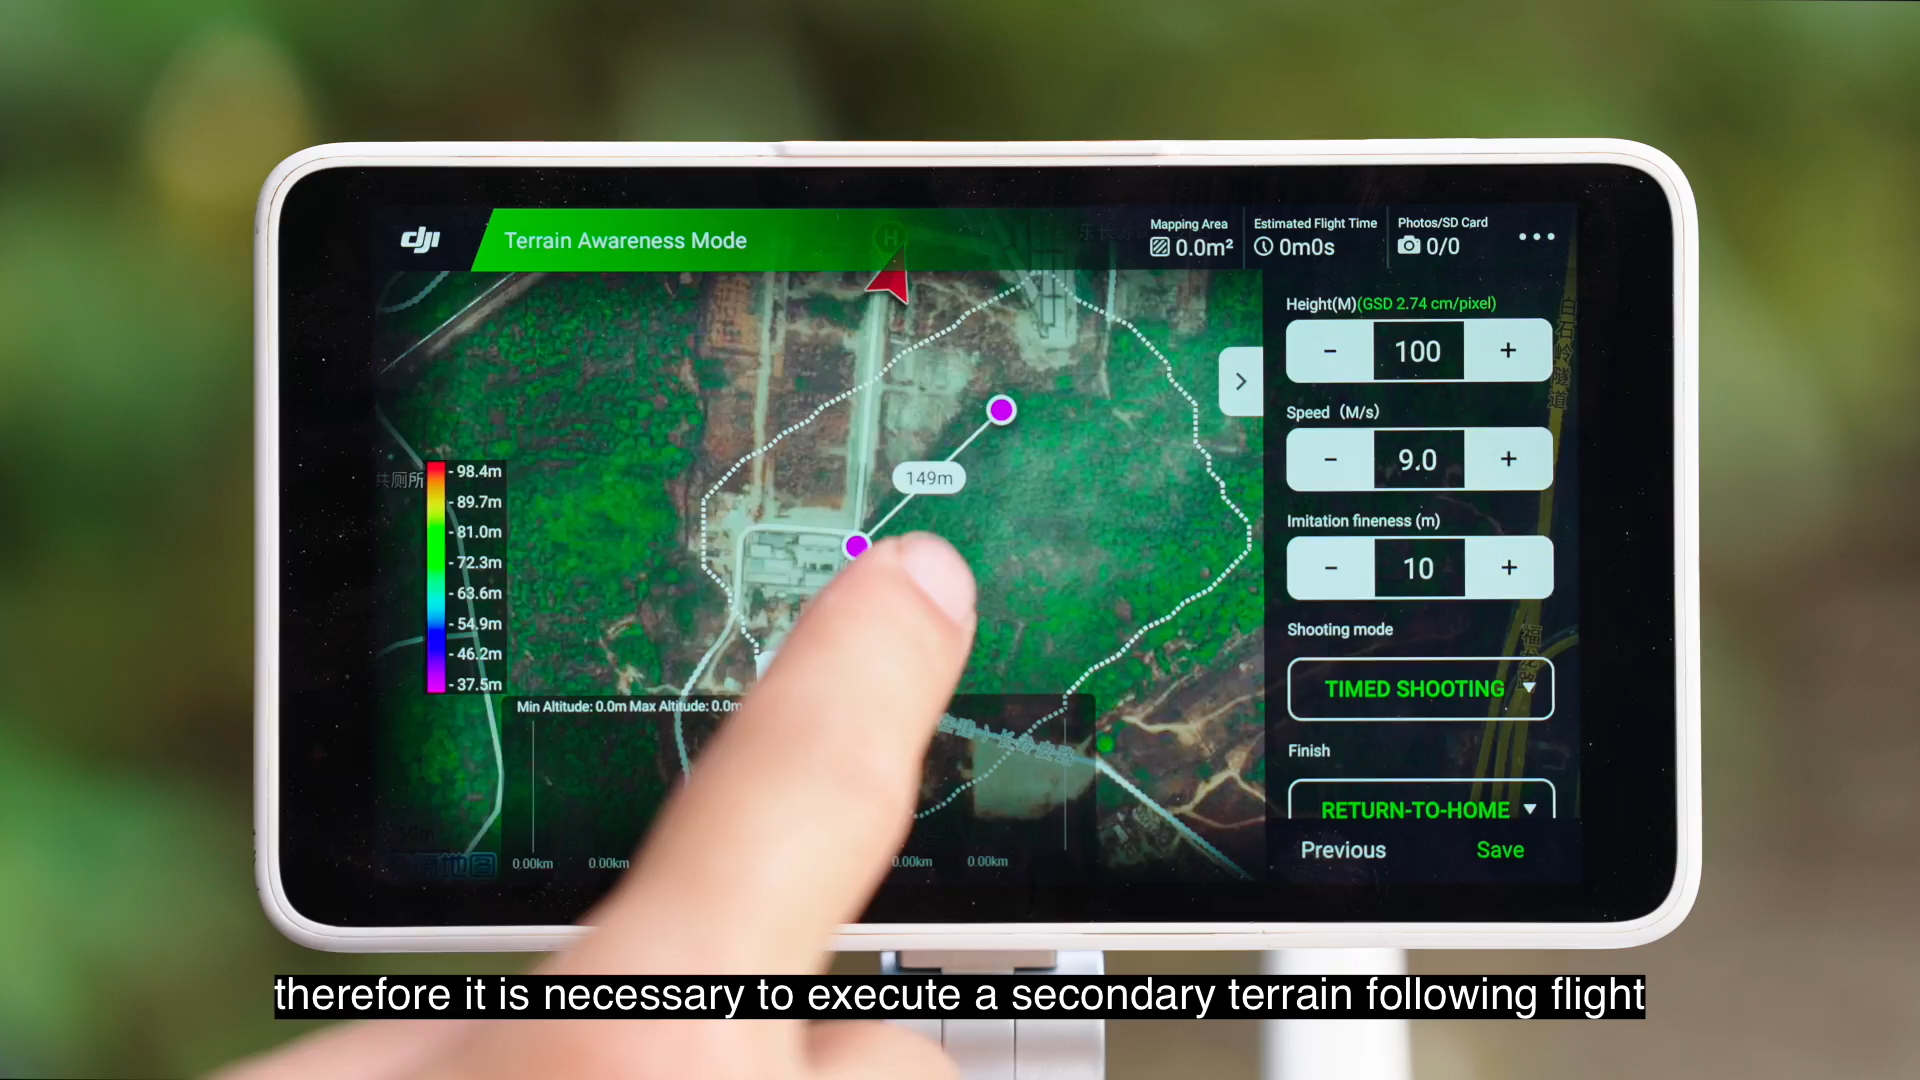 dji
Terrain Awareness Mode
H
Mapping Area
0.0m²
Estimated Flight Time
0m0s
Photos/SD Card
0/0
Height(M)(GSD 2.74 cm/pixel)
- 100 +
Speed（M/s）
- 9.0 +
Imitation fineness (m)
- 10 +
Shooting mode
TIMED SHOOTING
Finish
RETURN-TO-HOME
Previous
Save
149m
共厕所
- 98.4m
- 89.7m
- 81.0m
- 72.3m
- 63.6m
- 54.9m
- 46.2m
- 37.5m
Min Altitude: 0.0m Max Altitude: 0.0m
0.00km 0.00km 0.00km 0.00km
therefore it is necessary to execute a secondary terrain following flight